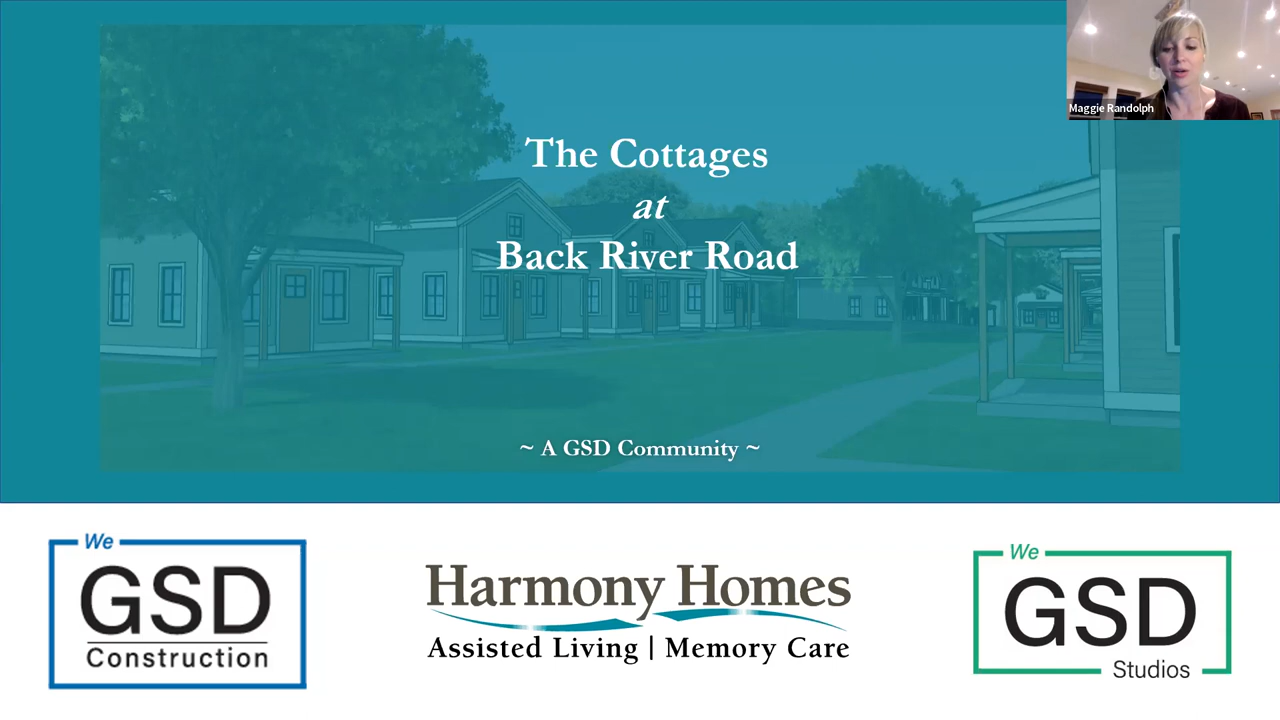 Maggie Randolph
The Cottages
at
Back River Road
~ A GSD Community ~
We
GSD
Construction
Harmony Homes
Assisted Living | Memory Care
We
GSD
Studios